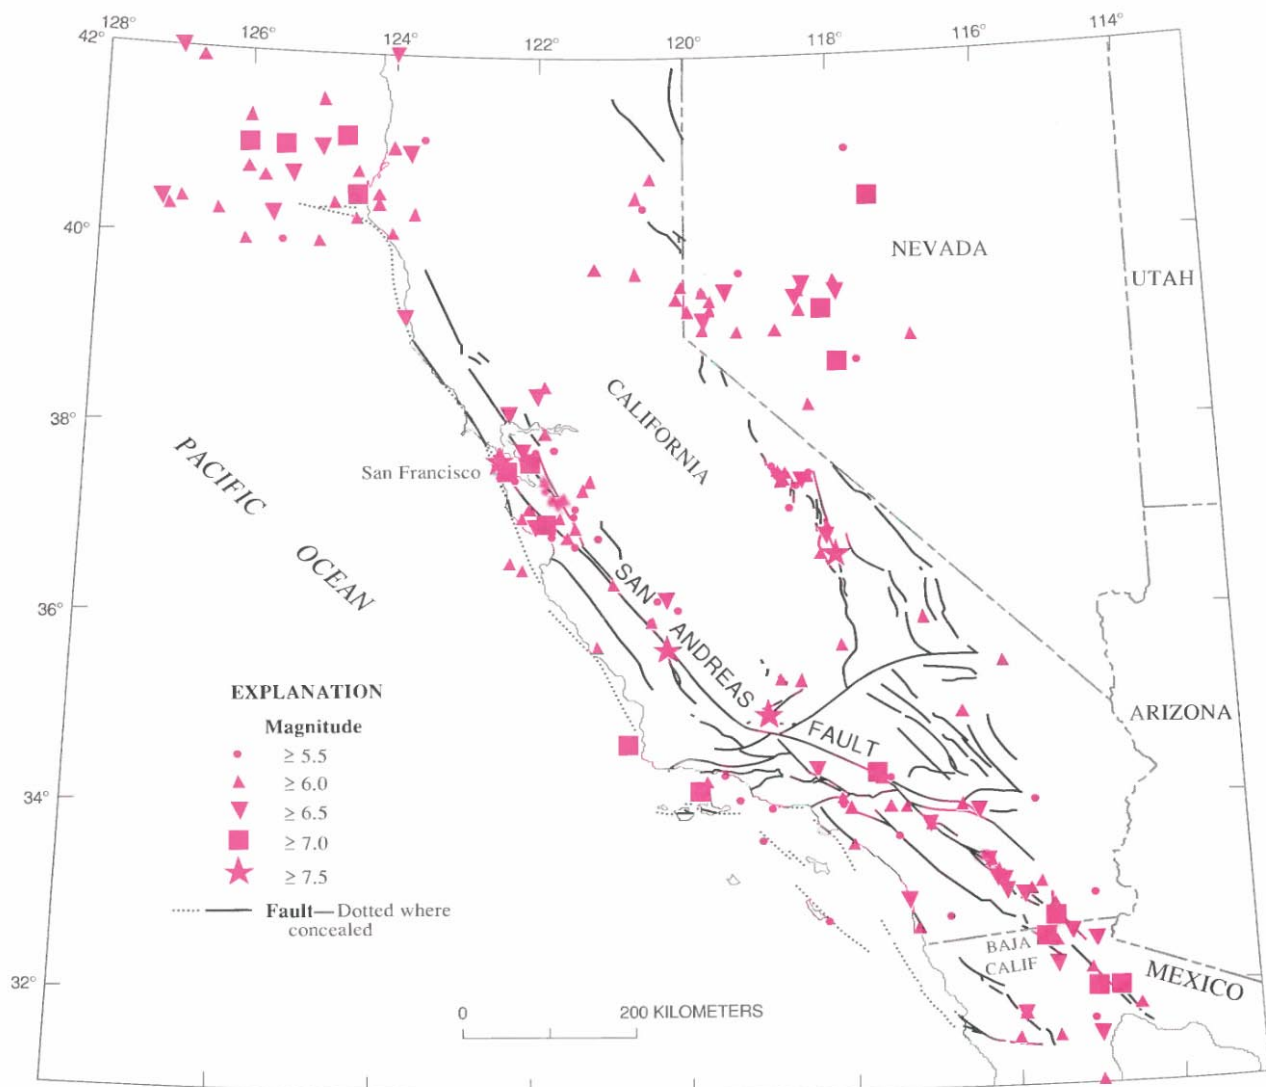 128°
126°
124°
122°
120°
118°
116°
114°
42°
40°
38°
36°
34°
32°
NEVADA
UTAH
CALIFORNIA
PACIFIC
OCEAN
San Francisco
SAN
ANDREAS
FAULT
ARIZONA
BAJA
CALIF
MEXICO
EXPLANATION
Magnitude
≥ 5.5
≥ 6.0
≥ 6.5
≥ 7.0
≥ 7.5
Fault—Dotted where
concealed
0 200 KILOMETERS